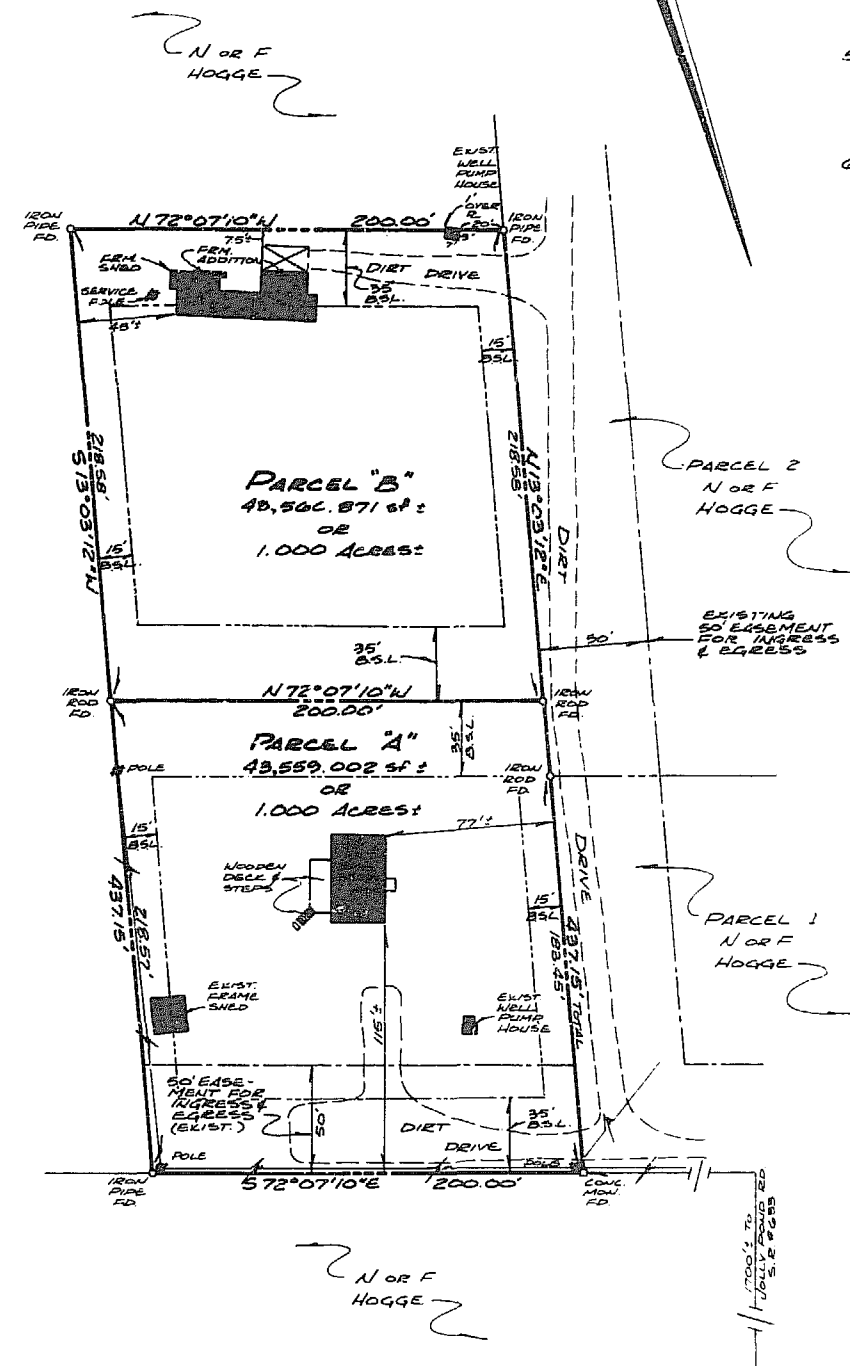 N OR F
HOGGE
EXIST.
WELL
PUMP
HOUSE
1'
OVER
IRON
PIPE
FD.
N 72°07'10"W 200.00'
IRON
PIPE
FD.
75'±
FRM.
SHED
FRM.
ADDITION
DIRT DRIVE
35'
B.S.L.
SERVICE
POLE
48'±
15'
B.S.L.
218.58'
S 13°03'12"W
PARCEL "B"
43,560.871 sf ±
OR
1.000 ACRES±
N 13°03'12"E
218.58'
DIRT
PARCEL 2
N OR F
HOGGE
15'
B.S.L.
EXISTING
50' EASEMENT
FOR INGRESS
& EGRESS
50'
35'
B.S.L.
IRON
ROD
FD.
N 72°07'10"W
200.00'
IRON
ROD
FD.
PARCEL "A"
43,559.002 sf ±
OR
1.000 ACRES±
35'
B.S.L.
POLE
IRON
ROD
FD.
77'±
15'
BSL
WOODEN
DECK &
STEPS
DRIVE
15'
BSL
437.15'
218.57'
437.15' TOTAL
183.45'
PARCEL 1
N OR F
HOGGE
EXIST.
FRAME
SHED
115'±
EXIST
WELL
PUMP
HOUSE
50' EASE-
MENT FOR
INGRESS &
EGRESS
(EXIST.)
50'
DIRT
DRIVE
35'
B.S.L.
POLE
POLE
IRON
PIPE
FD.
S 72°07'10"E 200.00'
CONC.
MON.
FD.
1700'± TO
JOLLY POND RD
N OR F
HOGGE